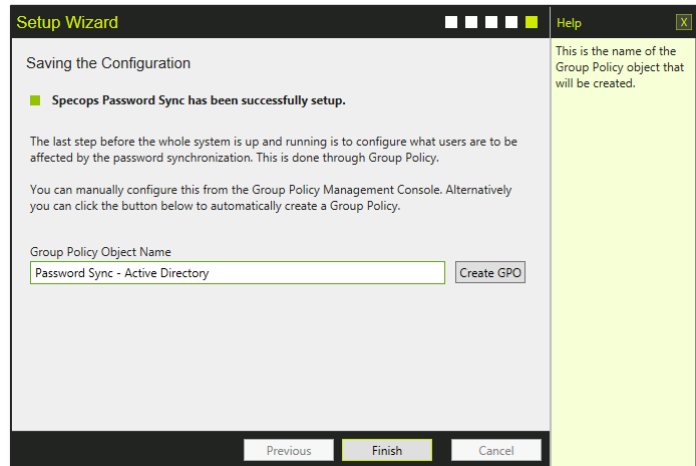 Setup Wizard
Saving the Configuration
Specops Password Sync has been successfully setup.
The last step before the whole system is up and running is to configure what users are to be
affected by the password synchronization. This is done through Group Policy.
You can manually configure this from the Group Policy Management Console. Alternatively
you can click the button below to automatically create a Group Policy.
Group Policy Object Name
Password Sync - Active Directory
Create GPO
Previous
Finish
Cancel
Help
X
This is the name of the
Group Policy object that
will be created.